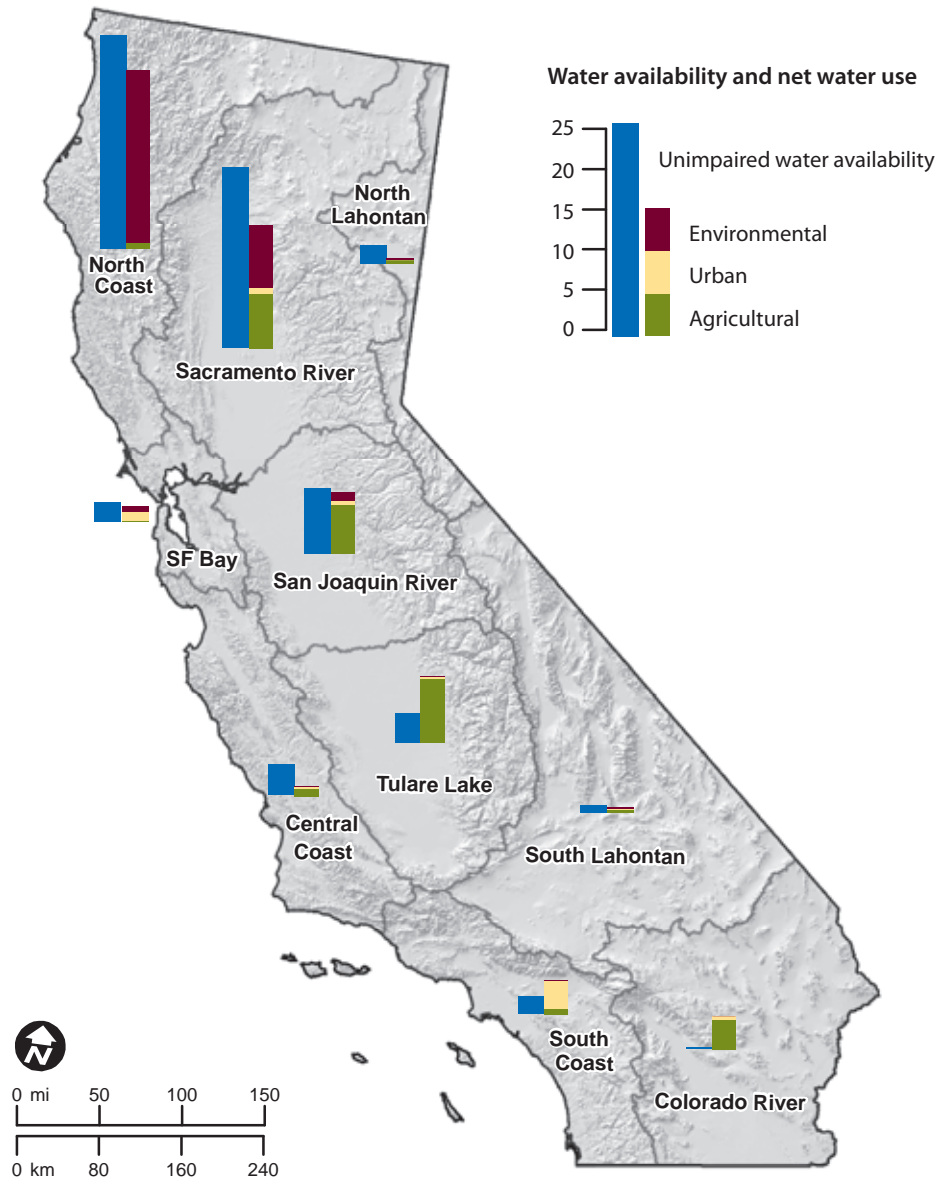 Water availability and net water use
25
20
15
10
5
0
Unimpaired water availability
Environmental
Urban
Agricultural
North
Lahontan
North
Coast
Sacramento River
SF Bay
San Joaquin River
Tulare Lake
Central
Coast
South Lahontan
South
Coast
Colorado River
N
0 mi 50 100 150
0 km 80 160 240